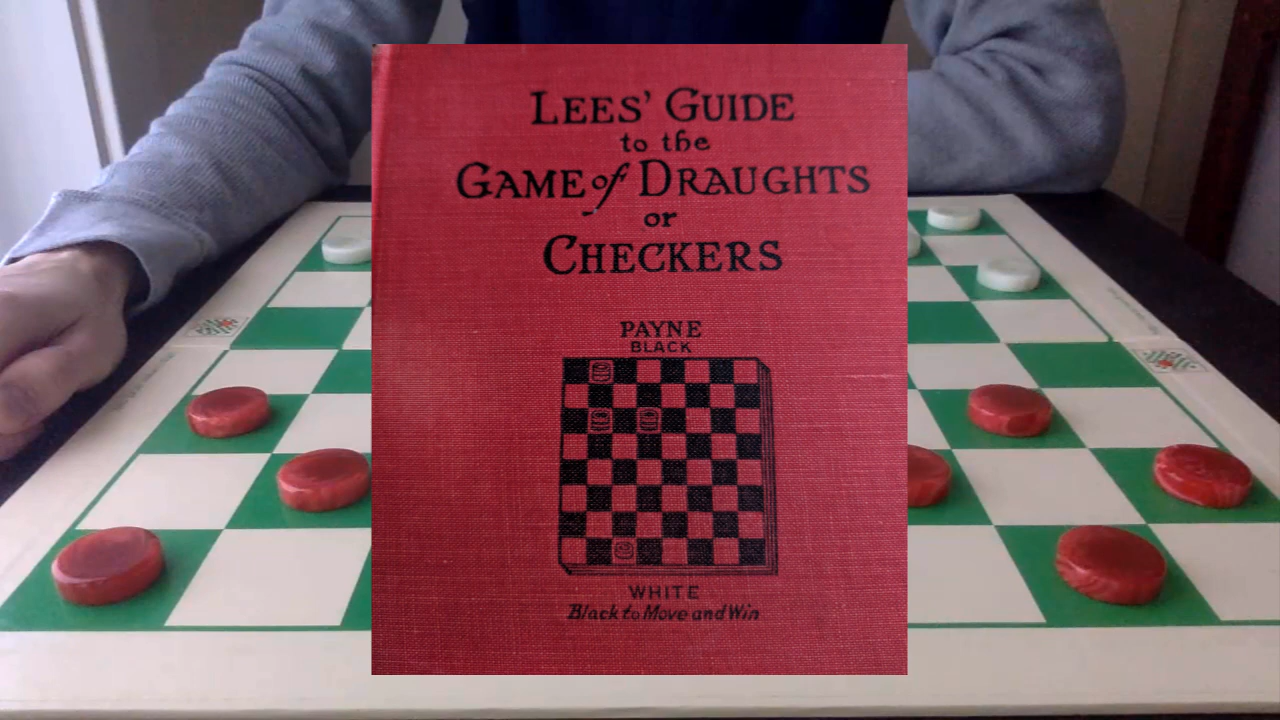 LEES' GUIDE
to the
GAME of DRAUGHTS
or
CHECKERS
PAYNE
BLACK
WHITE
Black to Move and Win